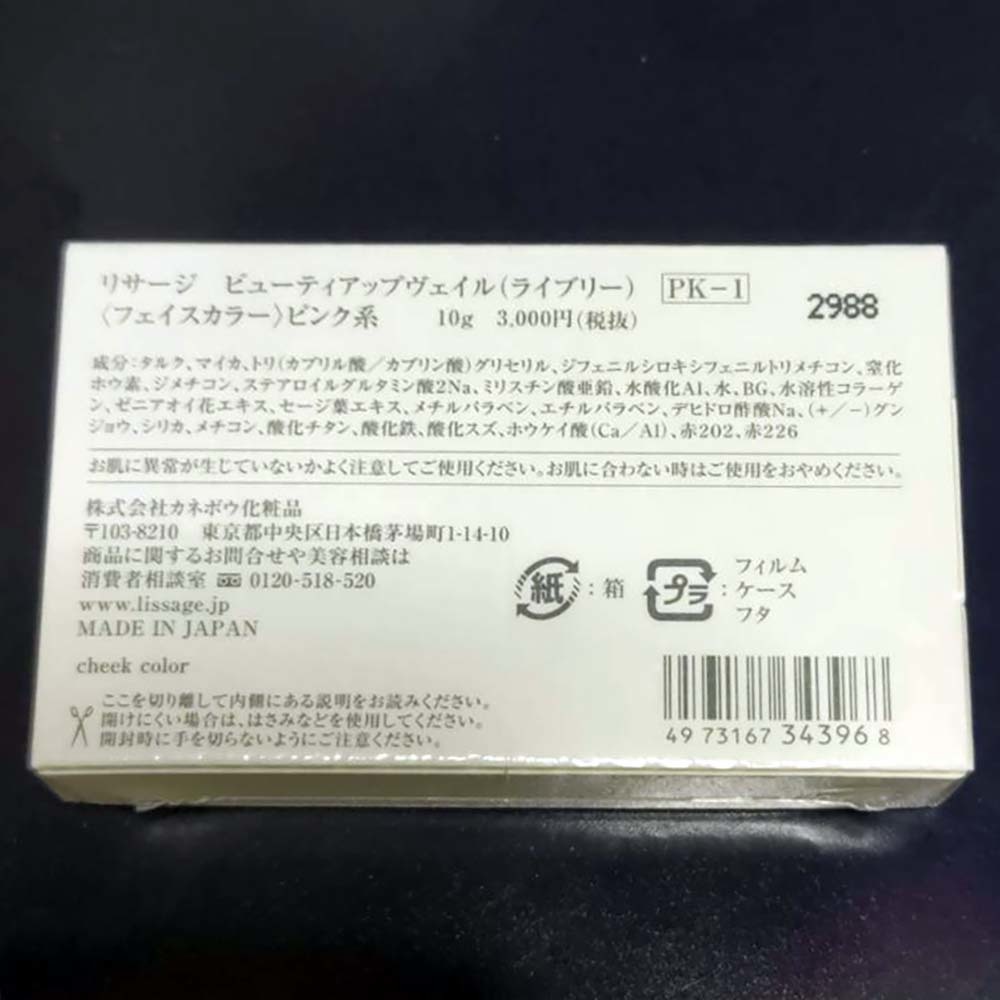 リサージ ビューティアップヴェイル(ライブリー) PK-1
〈フェイスカラー〉ピンク系 10g 3,000円(税抜)
2988
成分:タルク、マイカ、トリ(カプリル酸/カプリン酸)グリセリル、ジフェニルシロキシフェニルトリメチコン、窒化
ホウ素、ジメチコン、ステアロイルグルタミン酸2Na、ミリスチン酸亜鉛、水酸化Al、水、BG、水溶性コラーゲ
ン、ゼニアオイ花エキス、セージ葉エキス、メチルパラベン、エチルパラベン、デヒドロ酢酸Na、(+/-)グン
ジョウ、シリカ、メチコン、酸化チタン、酸化鉄、酸化スズ、ホウケイ酸(Ca/Al)、赤202、赤226
お肌に異常が生じていないかよく注意してご使用ください。お肌に合わない時はご使用をおやめください。
株式会社カネボウ化粧品
〒103-8210 東京都中央区日本橋茅場町1-14-10
商品に関するお問合せや美容相談は
消費者相談室 0120-518-520
www.lissage.jp
MADE IN JAPAN
紙:箱
プラ:フィルム
ケース
フタ
cheek color
ここを切り離して内側にある説明をお読みください。
開けにくい場合は、はさみなどを使用してください。
開封時に手を切らないようにご注意ください。
4973167343968